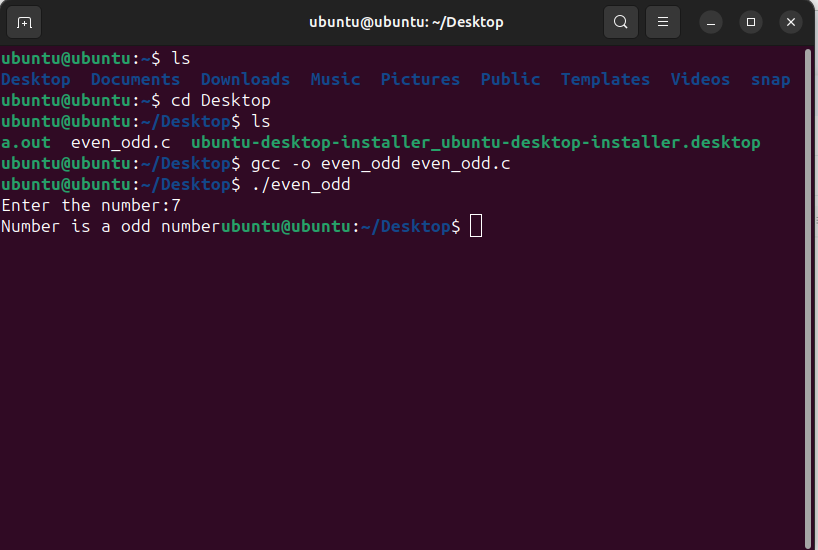 ubuntu@ubuntu: ~/Desktop
ubuntu@ubuntu:~$ ls
Desktop  Documents  Downloads  Music  Pictures  Public  Templates  Videos  snap
ubuntu@ubuntu:~$ cd Desktop
ubuntu@ubuntu:~/Desktop$ ls
a.out  even_odd.c  ubuntu-desktop-installer_ubuntu-desktop-installer.desktop
ubuntu@ubuntu:~/Desktop$ gcc -o even_odd even_odd.c
ubuntu@ubuntu:~/Desktop$ ./even_odd
Enter the number:7
Number is a odd numberubuntu@ubuntu:~/Desktop$